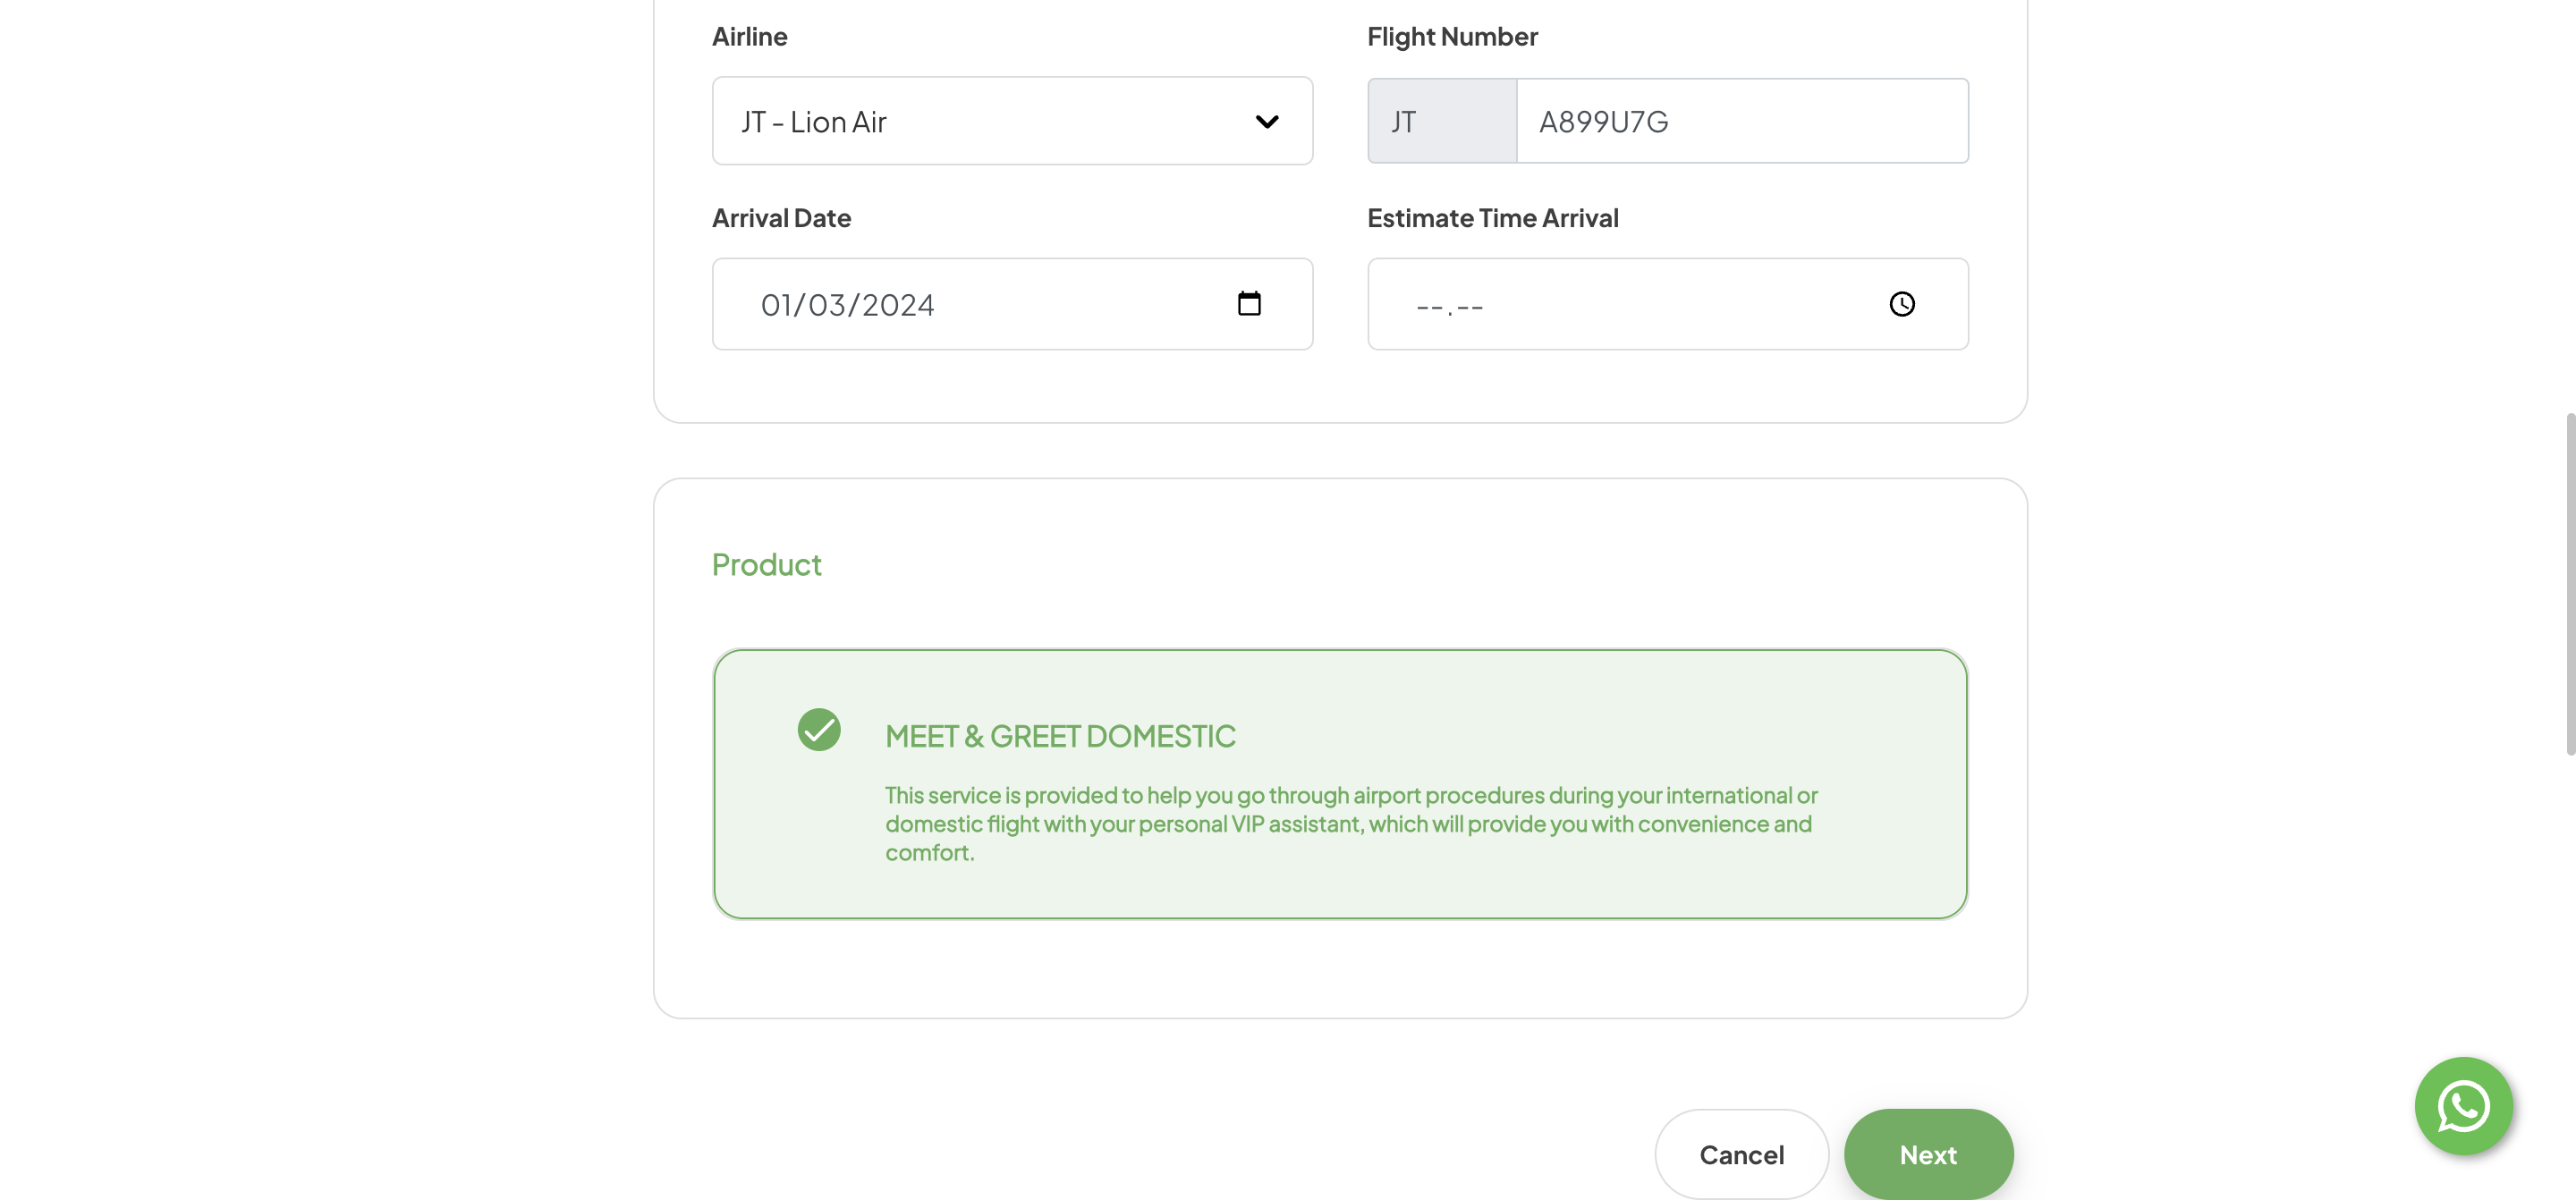 Airline
Flight Number
JT - Lion Air
JT
A899U7G
Arrival Date
Estimate Time Arrival
01/03/2024
--.--
Product
MEET & GREET DOMESTIC
This service is provided to help you go through airport procedures during your international or
domestic flight with your personal VIP assistant, which will provide you with convenience and
comfort.
Cancel
Next